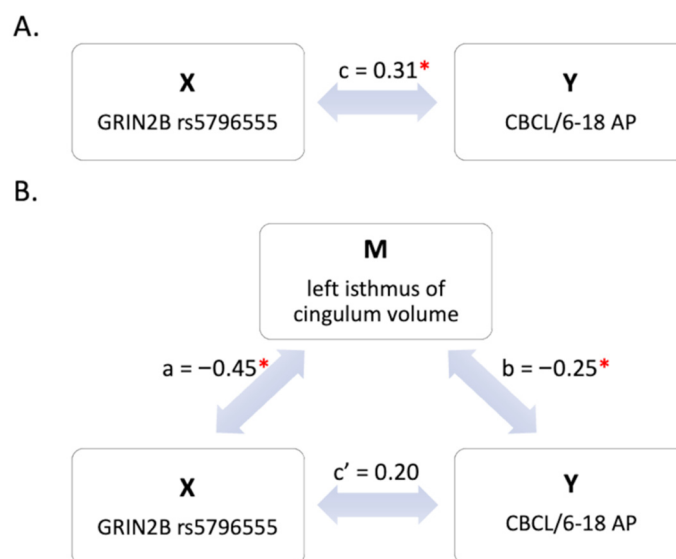 A.
X
GRIN2B rs5796555
c = 0.31*
Y
CBCL/6-18 AP
B.
M
left isthmus of
cingulum volume
a = −0.45*
b = −0.25*
X
GRIN2B rs5796555
c’ = 0.20
Y
CBCL/6-18 AP